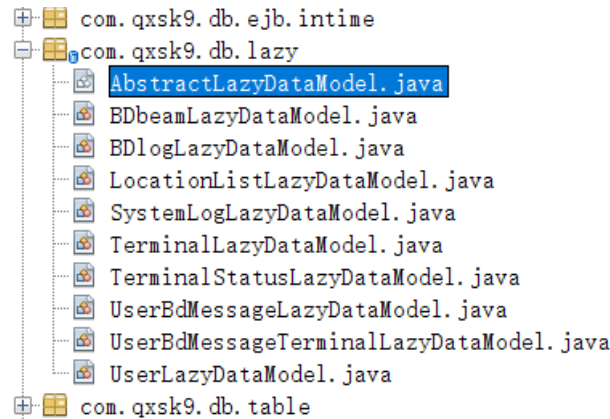 com.qxsk9.db.ejb.intime
com.qxsk9.db.lazy
AbstractLazyDataModel.java
BDbeamLazyDataModel.java
BDlogLazyDataModel.java
LocationListLazyDataModel.java
SystemLogLazyDataModel.java
TerminalLazyDataModel.java
TerminalStatusLazyDataModel.java
UserBdMessageLazyDataModel.java
UserBdMessageTerminalLazyDataModel.java
UserLazyDataModel.java
com.qxsk9.db.table